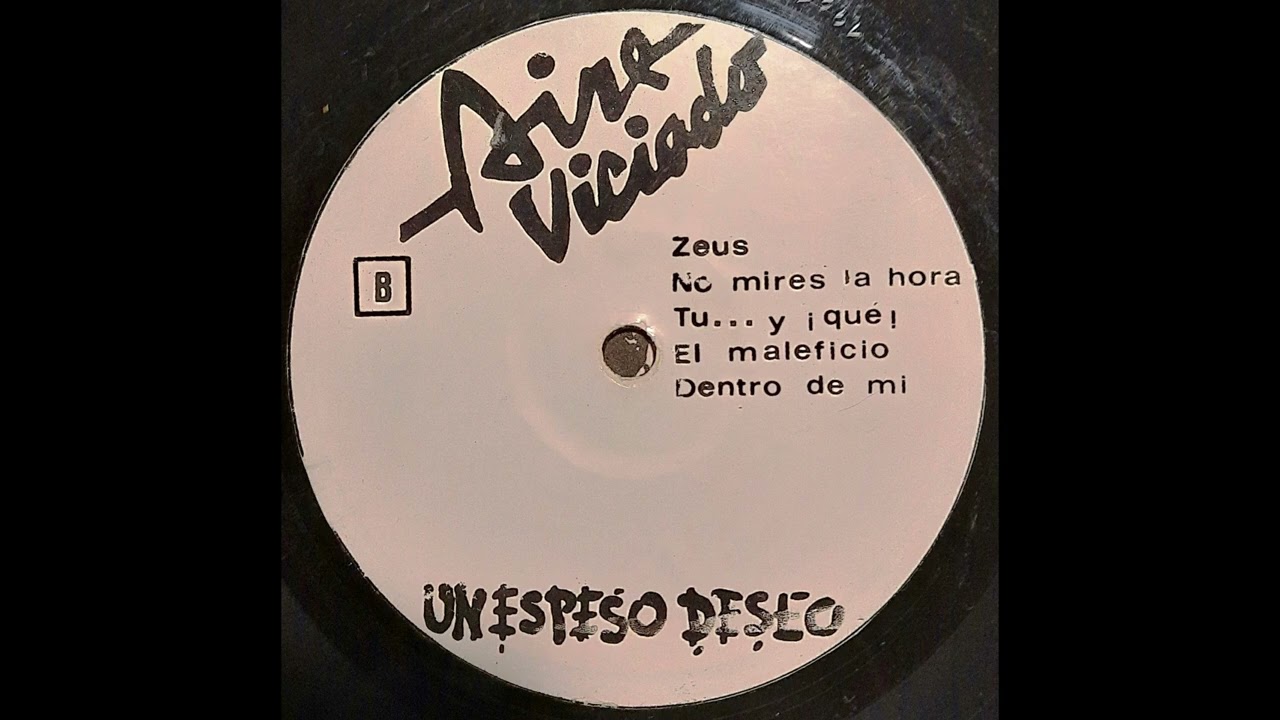 Aire
Viciado
B
Zeus
No mires la hora
Tu... y ¡qué!
El maleficio
Dentro de mi
UN ESPESO DESEO